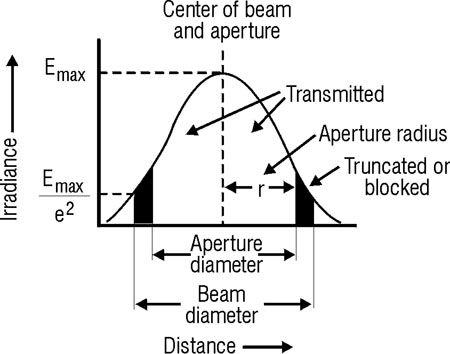 Center of beam
and aperture
Emax
Transmitted
Aperture radius
Truncated or
blocked
Irradiance
Emax
e2
r
Aperture
diameter
Beam
diameter
Distance